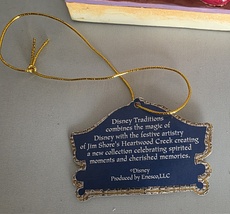 Disney Traditions
combines the magic of
Disney with the festive artistry
of Jim Shore's Heartwood Creek creating
a new collection celebrating spirited
moments and cherished memories.
©Disney
Produced by Enesco,LLC